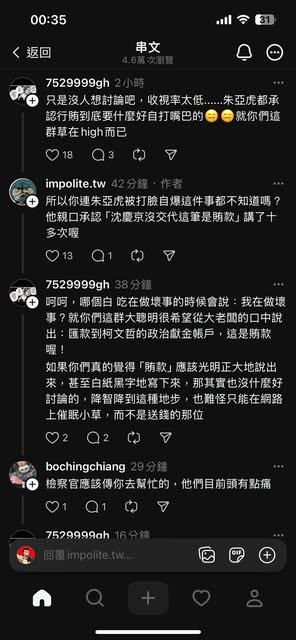 00:35
31
返回
串文
4.6萬 次瀏覽
7529999gh 2小時
只是沒人想討論吧，收視率太低......朱亞虎都承
認行賄到底要什麼好自打嘴巴的😑😑就你們這
群草在high而已
18 3
impolite.tw 42分鐘・作者
所以你連朱亞虎被打臉自爆這件事都不知道嗎？
他親口承認「沈慶京沒交代這筆是賄款」講了十
多次喔
13 1
7529999gh 38分鐘
呵呵，哪個白 吃在做壞事的時候會說：我在做壞
事？就你們這群大聰明很希望從大老闆的口中說
出：匯款到柯文哲的政治獻金帳戶，這是賄款
喔！
如果你們真的覺得「賄款」應該光明正大地說出
來，甚至白紙黑字地寫下來，那其實也沒什麼好
討論的，降智降到這種地步，也難怪只能在網路
上催眠小草，而不是送錢的那位
2 2
bochingchiang 29分鐘
檢察官應該傳你去幫忙的，他們目前頭有點痛
1 1
7529999gh 16分鐘
回覆 impolite.tw...
GIF